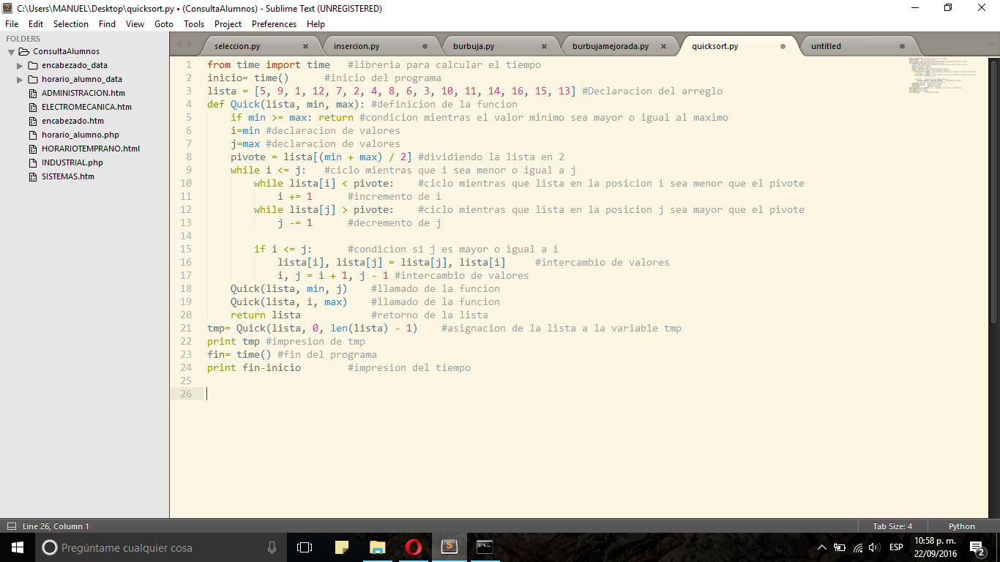 C:\Users\MANUEL\Desktop\quicksort.py • (ConsultaAlumnos) - Sublime Text (UNREGISTERED)
File Edit Selection Find View Goto Tools Project Preferences Help
FOLDERS
ConsultaAlumnos
encabezado_data
horario_alumno_data
ADMINISTRACION.htm
ELECTROMECANICA.htm
encabezado.htm
horario_alumno.php
HORARIOTEMPRANO.html
INDUSTRIAL.php
SISTEMAS.htm
seleccion.py insercion.py burbuja.py burbujamejorada.py quicksort.py untitled
1 from time import time #libreria para calcular el tiempo
2 inicio= time() #inicio del programa
3 lista = [5, 9, 1, 12, 7, 2, 4, 8, 6, 3, 10, 11, 14, 16, 15, 13] #Declaracion del arreglo
4 def Quick(lista, min, max): #definicion de la funcion
5 if min >= max: return #condicion mientras el valor minimo sea mayor o igual al maximo
6 i=min #declaracion de valores
7 j=max #declaracion de valores
8 pivote = lista[(min + max) / 2] #dividiendo la lista en 2
9 while i <= j: #ciclo mientras que i sea menor o igual a j
10 while lista[i] < pivote: #ciclo mientras que lista en la posicion i sea menor que el pivote
11 i += 1 #incremento de i
12 while lista[j] > pivote: #ciclo mientras que lista en la posicion j sea mayor que el pivote
13 j -= 1 #decremento de j
14
15 if i <= j: #condicion si j es mayor o igual a i
16 lista[i], lista[j] = lista[j], lista[i] #intercambio de valores
17 i, j = i + 1, j - 1 #intercambio de valores
18 Quick(lista, min, j) #llamado de la funcion
19 Quick(lista, i, max) #llamado de la funcion
20 return lista #retorno de la lista
21 tmp= Quick(lista, 0, len(lista) - 1) #asignacion de la lista a la variable tmp
22 print tmp #impresion de tmp
23 fin= time() #fin del programa
24 print fin-inicio #impresion del tiempo
25
26
Line 26, Column 1 Tab Size: 4 Python
Pregúntame cualquier cosa ESP 10:58 p. m.
22/09/2016 2